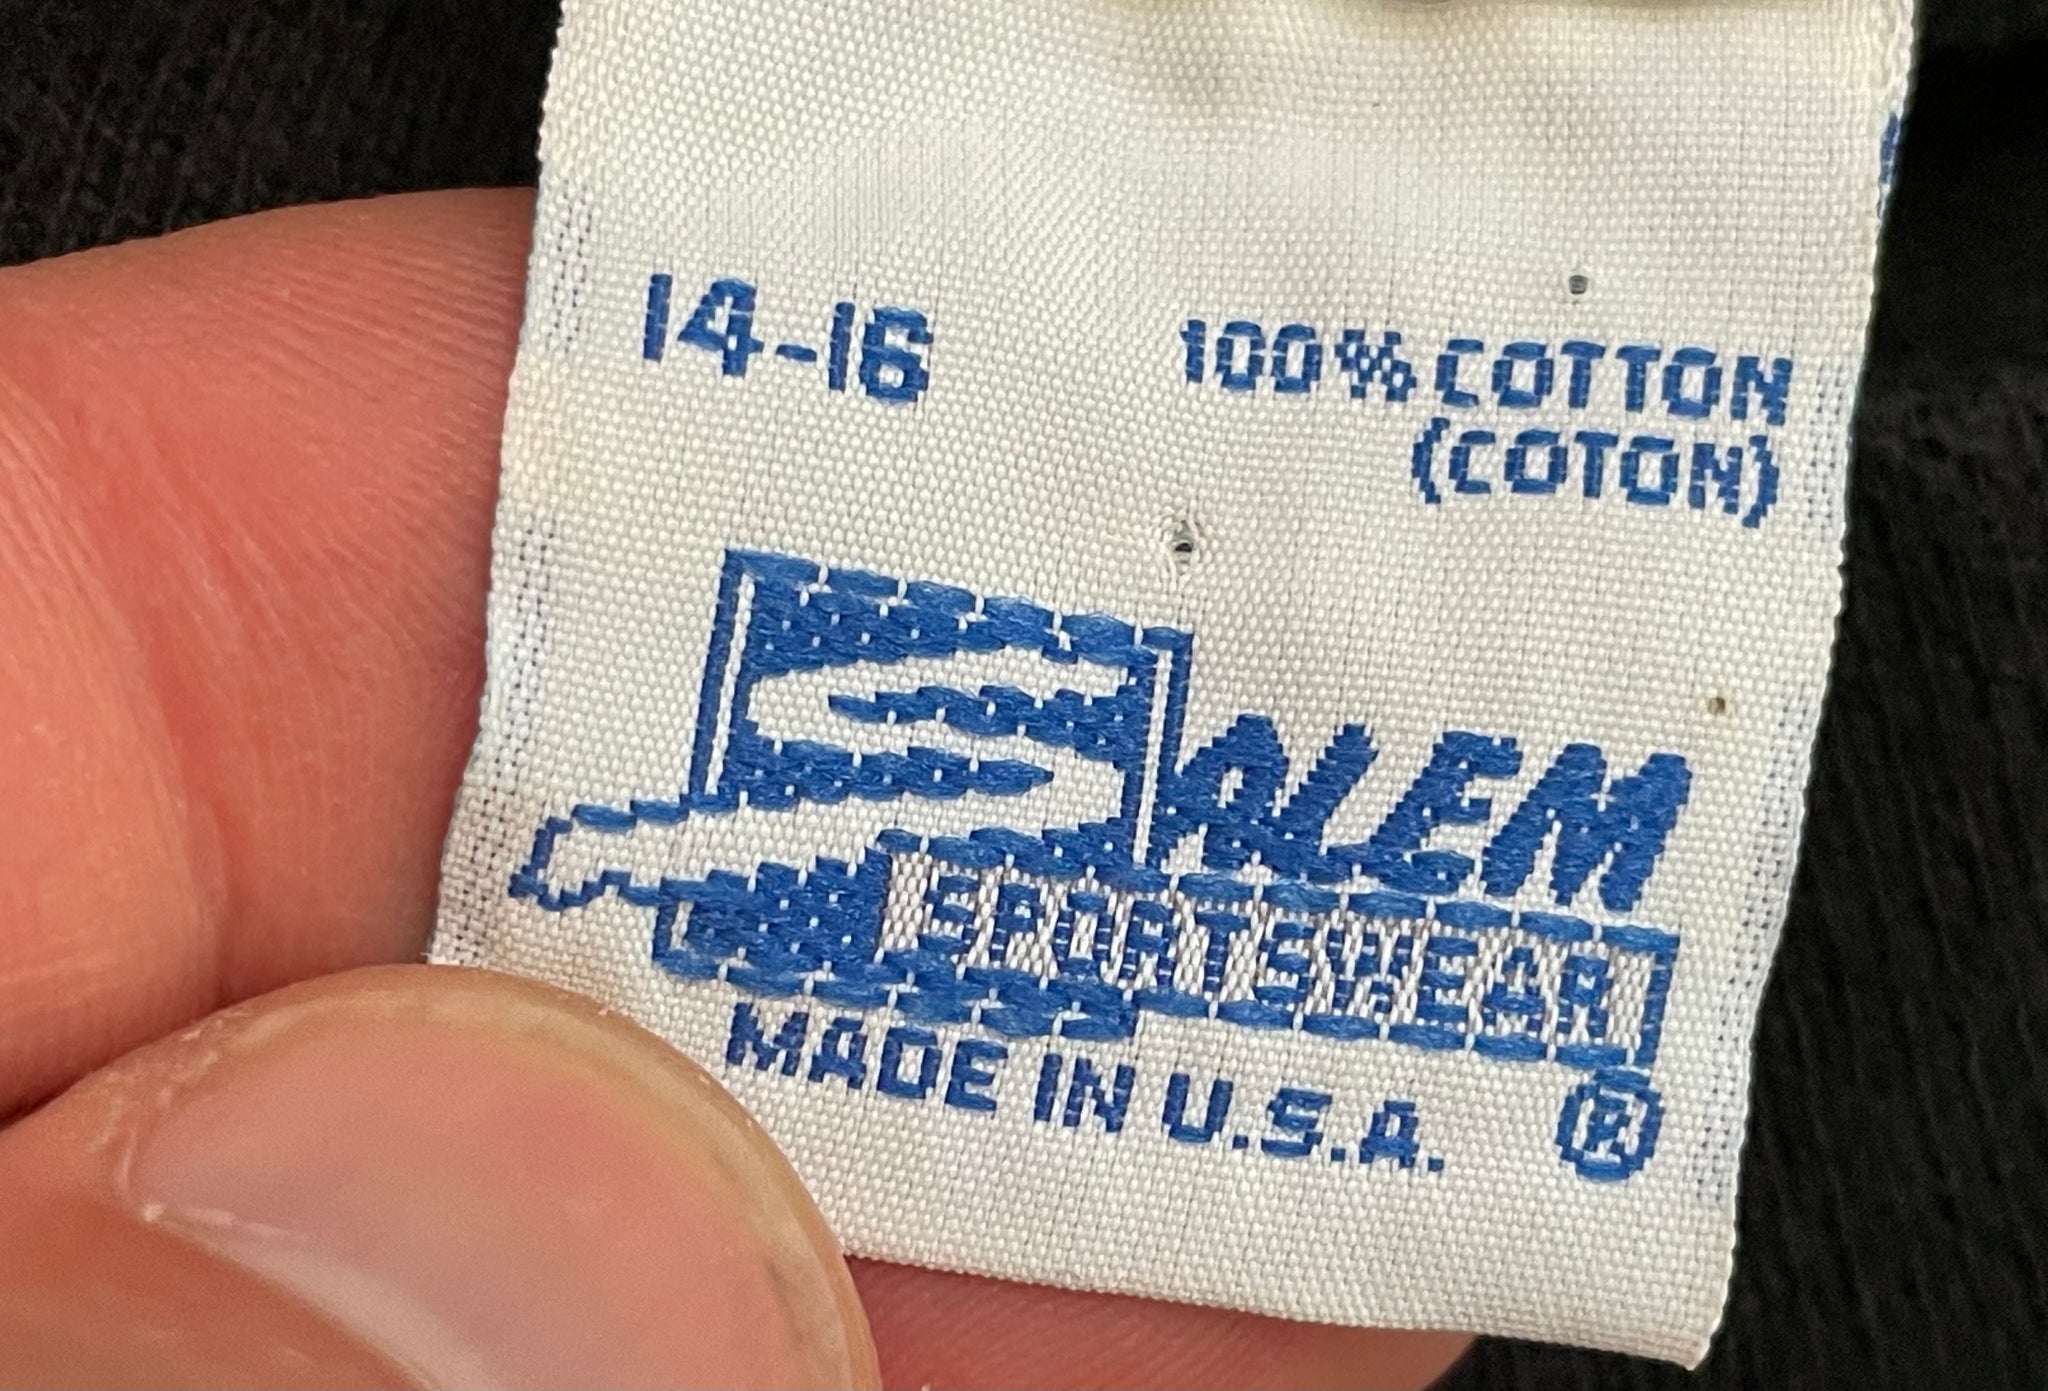 14-16
100% COTTON
(COTON)
SALEM
SPORTSWEAR
MADE IN U.S.A. ®